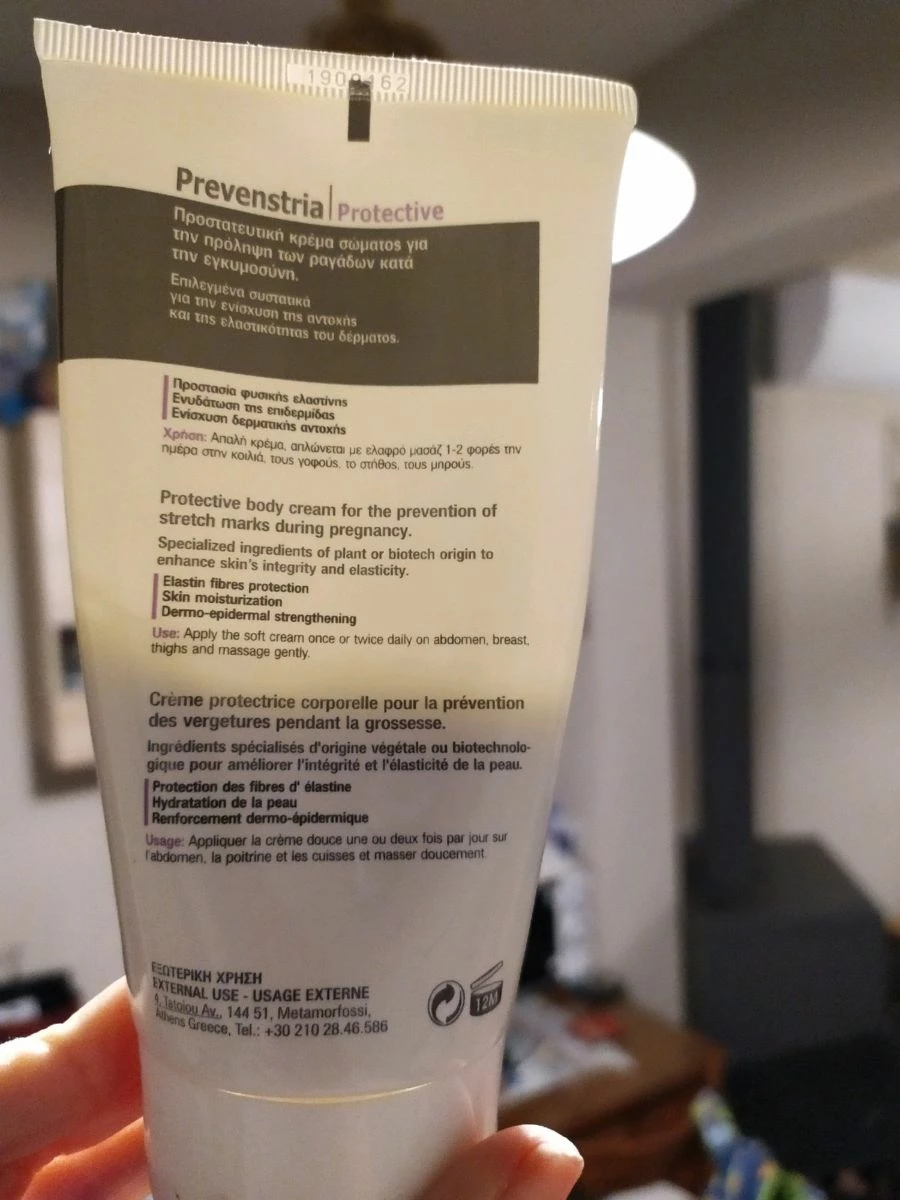 Prevenstria | Protective
Προστατευτική κρέμα σώματος για
την πρόληψη των ραγάδων κατά
την εγκυμοσύνη.
Επιλεγμένα συστατικά
για την ενίσχυση της αντοχής
και της ελαστικότητας του δέρματος.
Προστασία φυσικής ελαστίνης
Ενυδάτωση της επιδερμίδας
Ενίσχυση δερματικής αντοχής
Χρήση: Απαλή κρέμα, απλώνεται με ελαφρό μασάζ 1-2 φορές την
ημέρα στην κοιλιά, τους γοφούς, το στήθος, τους μηρούς.
Protective body cream for the prevention of
stretch marks during pregnancy.
Specialized ingredients of plant or biotech origin to
enhance skin's integrity and elasticity.
Elastin fibres protection
Skin moisturization
Dermo-epidermal strengthening
Use: Apply the soft cream once or twice daily on abdomen, breast,
thighs and massage gently.
Crème protectrice corporelle pour la prévention
des vergetures pendant la grossesse.
Ingrédients spécialisés d'origine végétale ou biotechnolo-
gique pour améliorer l'intégrité et l'élasticité de la peau.
Protection des fibres d' élastine
Hydratation de la peau
Renforcement dermo-épidermique
Usage: Appliquer la crème douce une ou deux fois par jour sur
l'abdomen, la poitrine et les cuisses et masser doucement.
ΕΞΩΤΕΡΙΚΗ ΧΡΗΣΗ
EXTERNAL USE - USAGE EXTERNE
4, Tatoiou Av., 144 51, Metamorfossi,
Athens Greece, Tel.: +30 210 28.46.586
12M